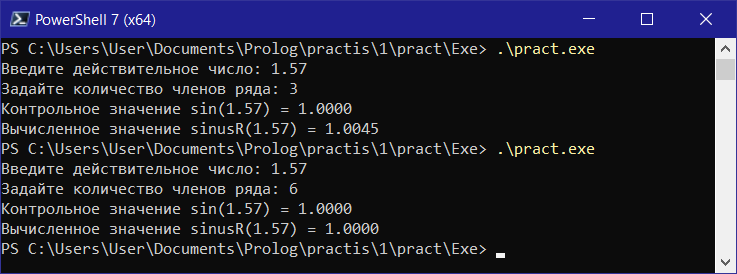 PowerShell 7 (x64)
PS C:\Users\User\Documents\Prolog\practis\1\pract\Exe> .\pract.exe
Введите действительное число: 1.57
Задайте количество членов ряда: 3
Контрольное значение sin(1.57) = 1.0000
Вычисленное значение sinusR(1.57) = 1.0045
PS C:\Users\User\Documents\Prolog\practis\1\pract\Exe> .\pract.exe
Введите действительное число: 1.57
Задайте количество членов ряда: 6
Контрольное значение sin(1.57) = 1.0000
Вычисленное значение sinusR(1.57) = 1.0000
PS C:\Users\User\Documents\Prolog\practis\1\pract\Exe>